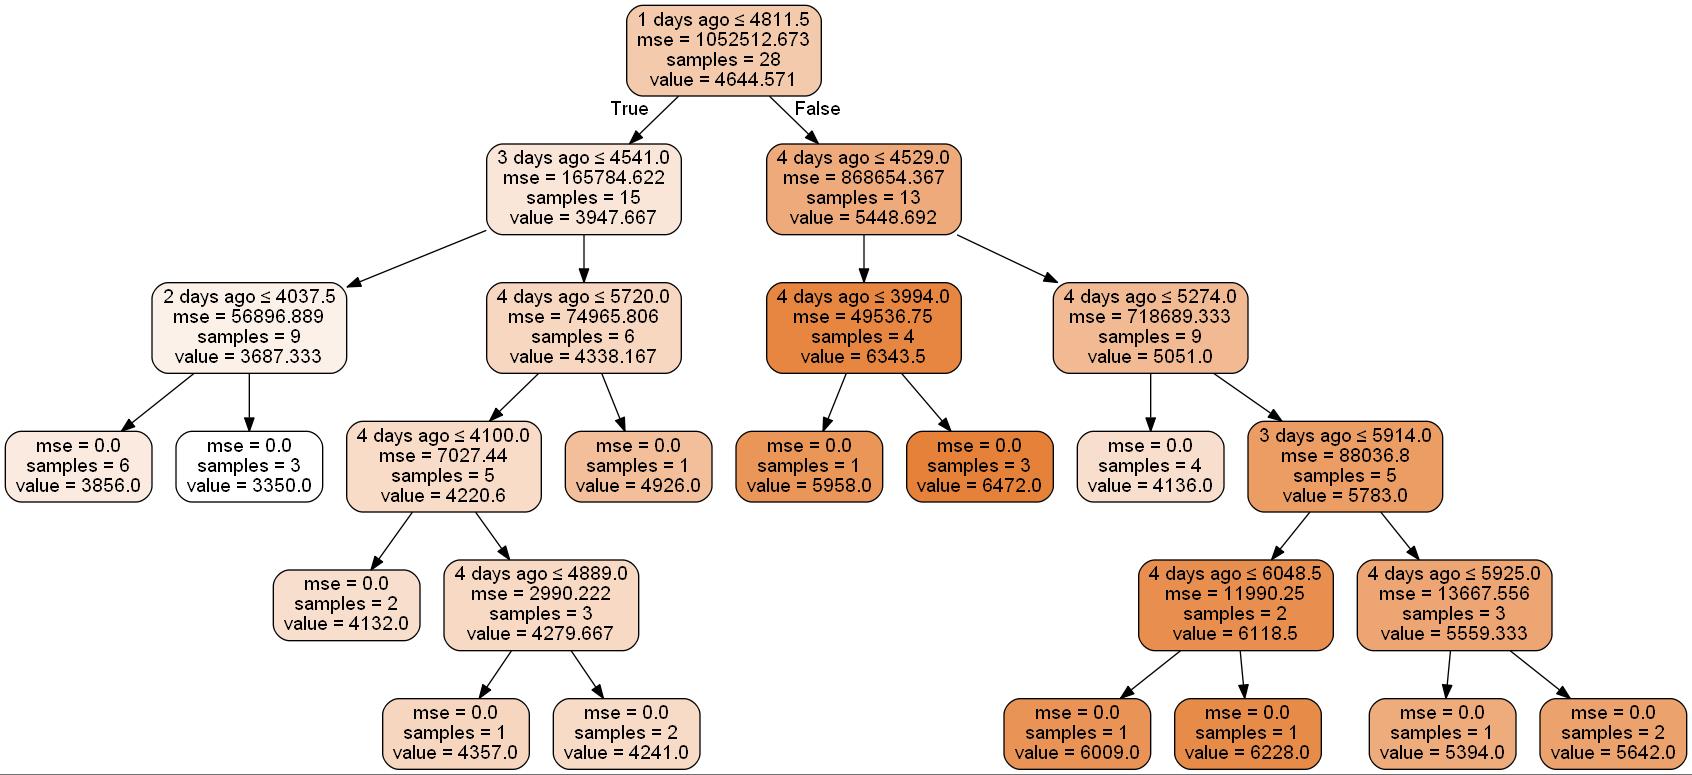 1 days ago ≤ 4811.5
mse = 1052512.673
samples = 28
value = 4644.571
True
False
3 days ago ≤ 4541.0
mse = 165784.622
samples = 15
value = 3947.667
4 days ago ≤ 4529.0
mse = 868654.367
samples = 13
value = 5448.692
2 days ago ≤ 4037.5
mse = 56896.889
samples = 9
value = 3687.333
4 days ago ≤ 5720.0
mse = 74965.806
samples = 6
value = 4338.167
4 days ago ≤ 3994.0
mse = 49536.75
samples = 4
value = 6343.5
4 days ago ≤ 5274.0
mse = 718689.333
samples = 9
value = 5051.0
mse = 0.0
samples = 6
value = 3856.0
mse = 0.0
samples = 3
value = 3350.0
4 days ago ≤ 4100.0
mse = 7027.44
samples = 5
value = 4220.6
mse = 0.0
samples = 1
value = 4926.0
mse = 0.0
samples = 1
value = 5958.0
mse = 0.0
samples = 3
value = 6472.0
mse = 0.0
samples = 4
value = 4136.0
3 days ago ≤ 5914.0
mse = 88036.8
samples = 5
value = 5783.0
mse = 0.0
samples = 2
value = 4132.0
4 days ago ≤ 4889.0
mse = 2990.222
samples = 3
value = 4279.667
4 days ago ≤ 6048.5
mse = 11990.25
samples = 2
value = 6118.5
4 days ago ≤ 5925.0
mse = 13667.556
samples = 3
value = 5559.333
mse = 0.0
samples = 1
value = 4357.0
mse = 0.0
samples = 2
value = 4241.0
mse = 0.0
samples = 1
value = 6009.0
mse = 0.0
samples = 1
value = 6228.0
mse = 0.0
samples = 1
value = 5394.0
mse = 0.0
samples = 2
value = 5642.0